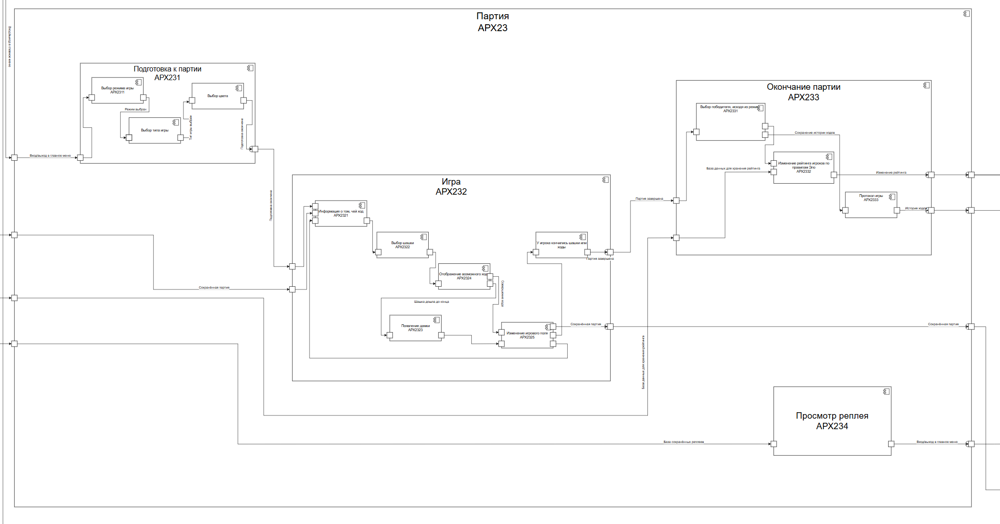 Партия
АРХ23
Вход/выход в главное меню
Подготовка к партии
АРХ231
Выбор режима игры
АРХ2311
Выбор цвета
Режим выбран
Выбор типа игры
Тип игры выбран
Подготовка окончена
Вход/выход в главное меню
Подготовка окончена
Игра
АРХ232
Информация о том, чей ход
АРХ2321
Выбор шашки
АРХ2322
Отображение возможного ход
АРХ2324
Совершение хода
Шашка дошла до конца
Появление дамки
АРХ2323
Изменение игрового поля
АРХ2325
У игрока кончились шашки или
ходы
Партия завершена
Сохранённая партия
Сохранённая партия
Партия завершена
База данных для хранения рейтинга
Окончание партии
АРХ233
Выбор победителя, исходя из режи
АРХ2331
Сохранение истории ходов
База данных для хранения рейтинга
Изменение рейтинга игроков по
правилам Эло
АРХ2332
Изменение рейтинга
Протокол игры
АРХ2333
История ходов
Сохранённая партия
Просмотр реплея
АРХ234
База сохранённых реплеев
Вход/выход в главное меню